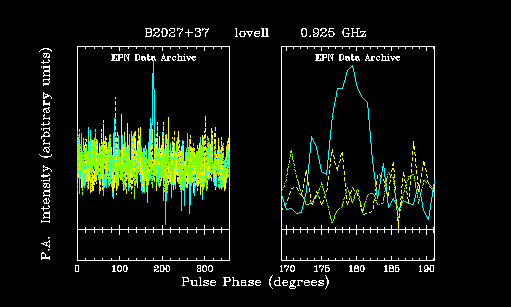 B2027+37 lovell 0.925 GHz
EPN Data Archive EPN Data Archive
P.A. Intensity (arbitrary units)
0 100 200 300 170 175 180 185 190
Pulse Phase (degrees)